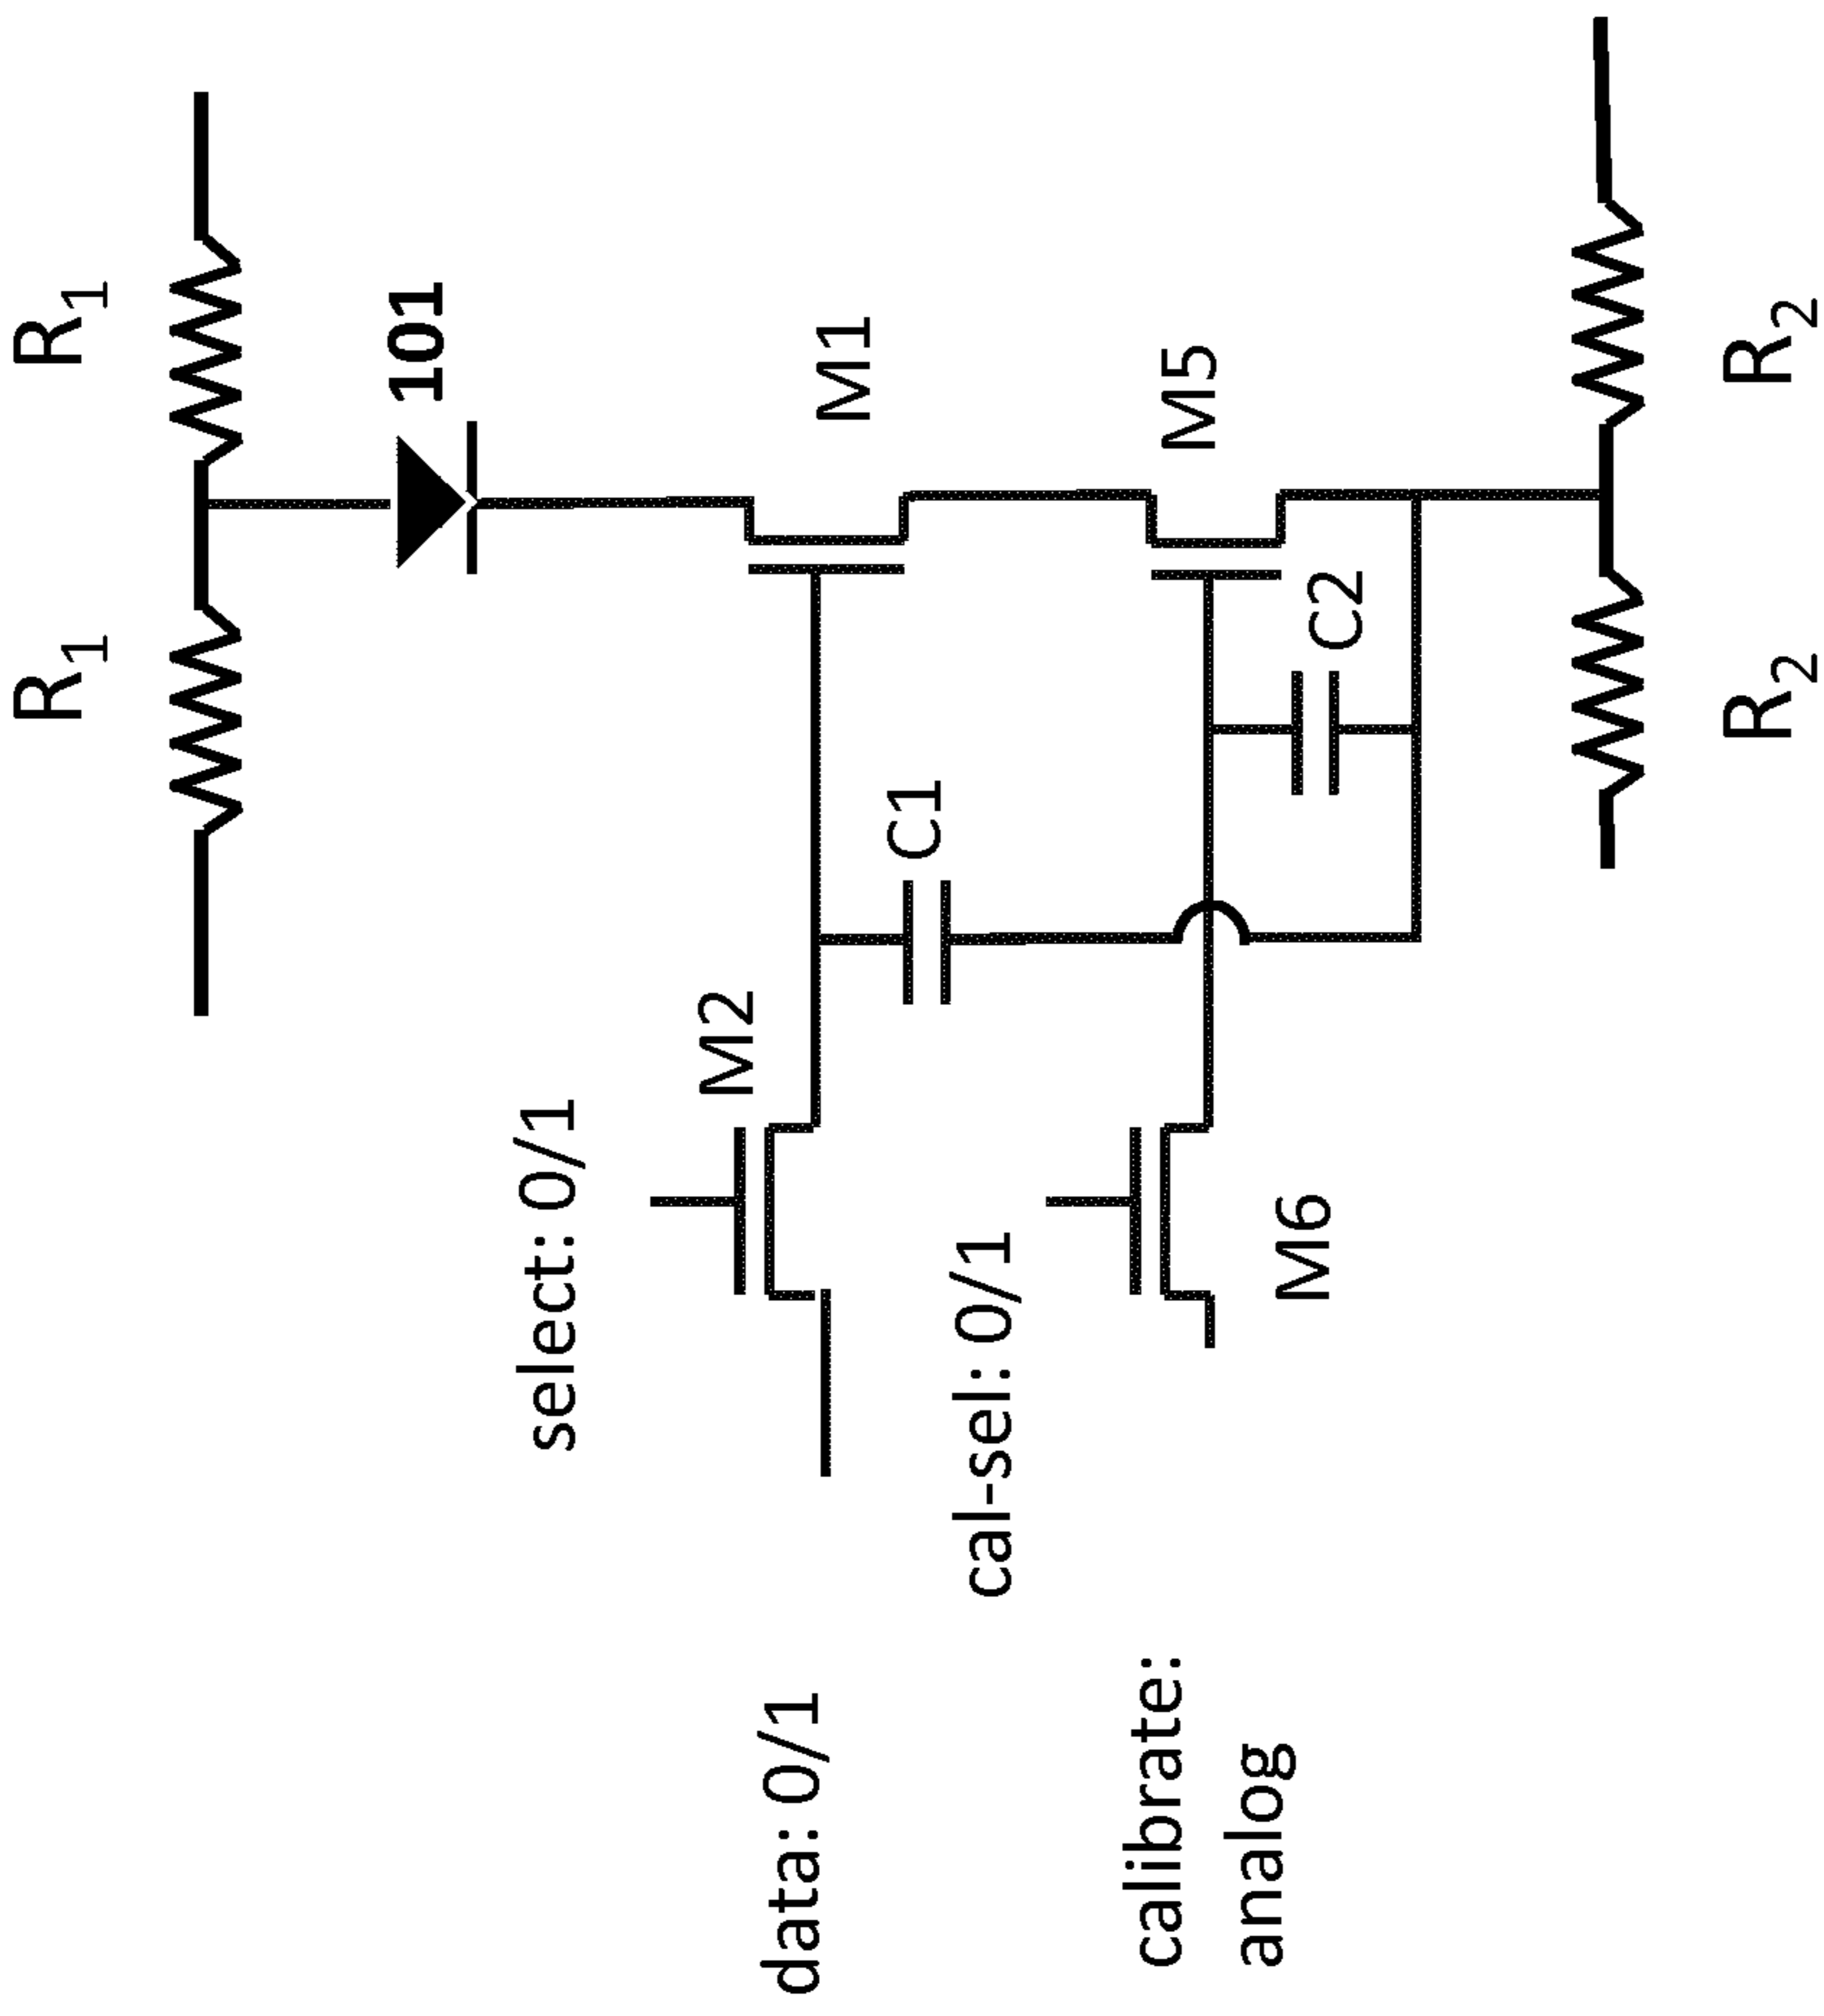 R1
R1
101
M1
M5
select: 0/1
M2
C1
C2
data: 0/1
cal-sel: 0/1
M6
calibrate:
analog
R2
R2